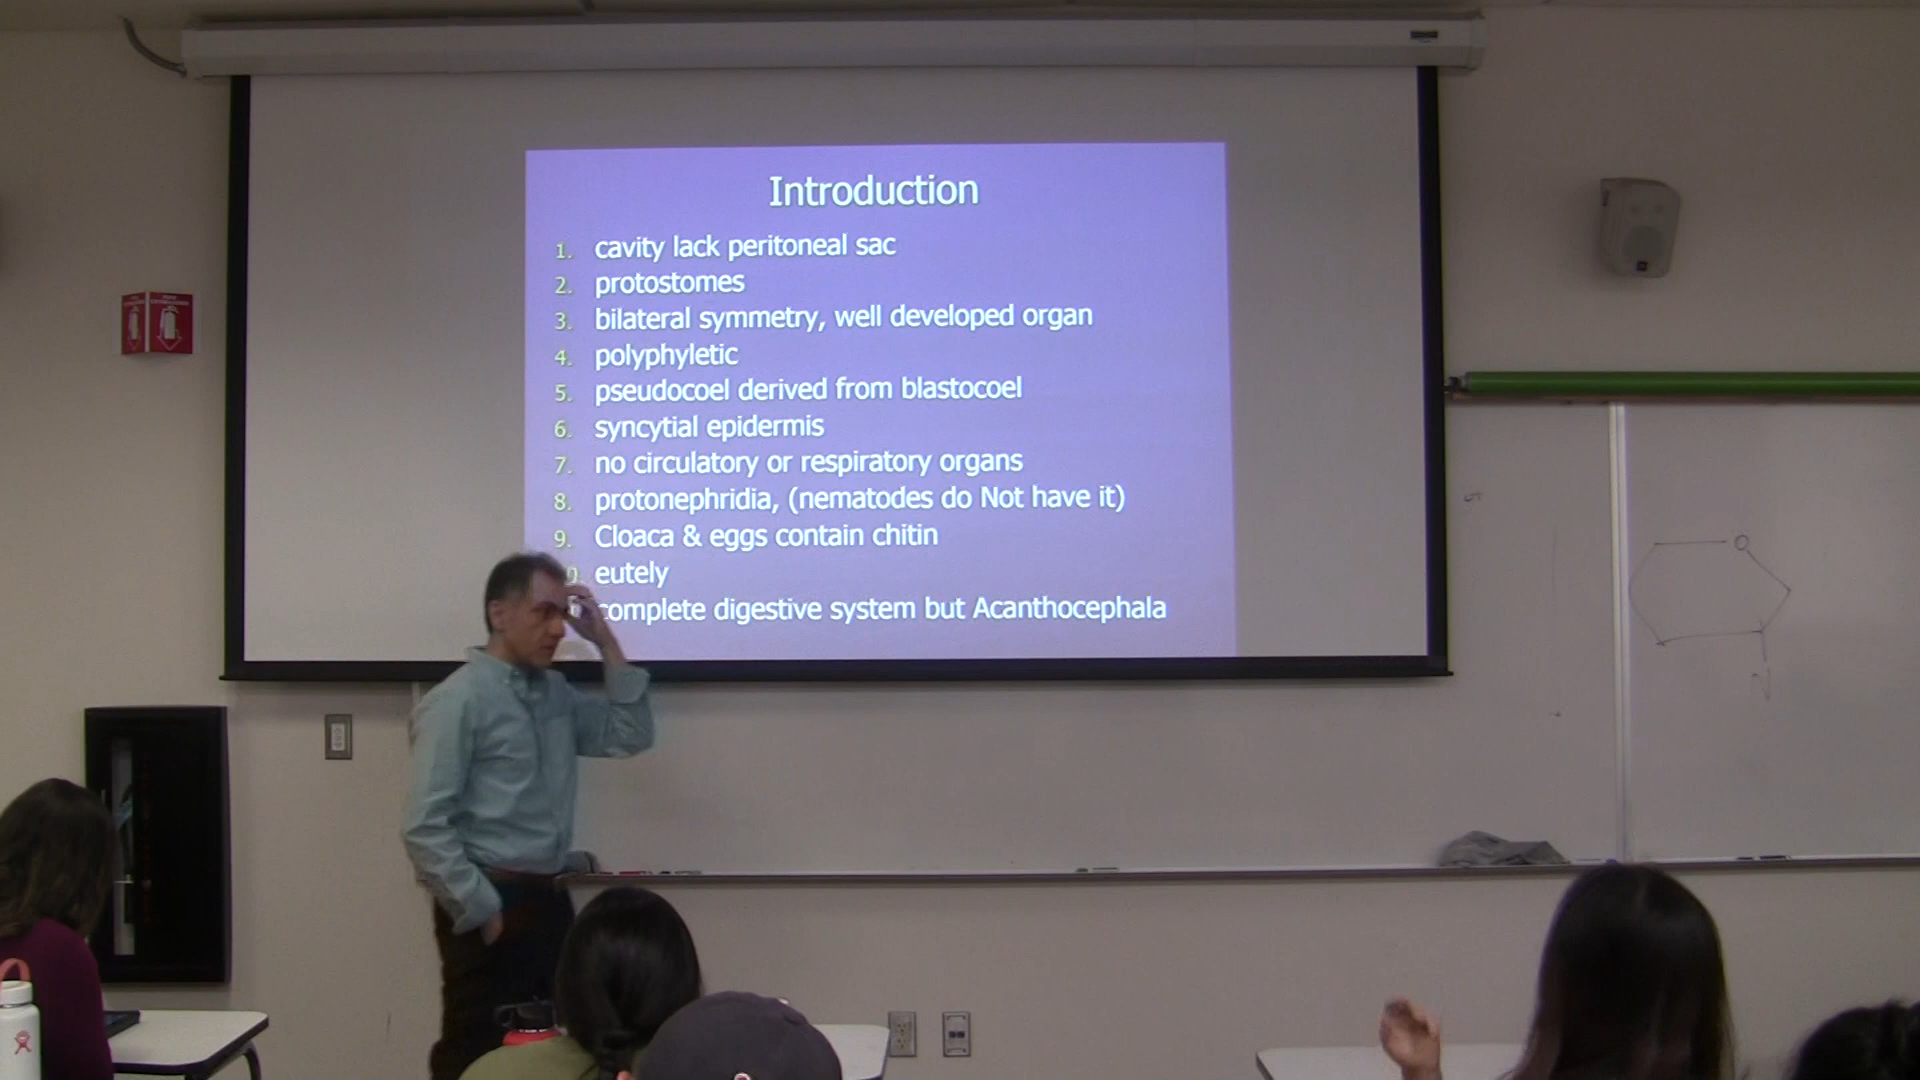 Introduction
1. cavity lack peritoneal sac
2. protostomes
3. bilateral symmetry, well developed organ
4. polyphyletic
5. pseudocoel derived from blastocoel
6. syncytial epidermis
7. no circulatory or respiratory organs
8. protonephridia, (nematodes do Not have it)
9. Cloaca & eggs contain chitin
0. eutely
complete digestive system but Acanthocephala